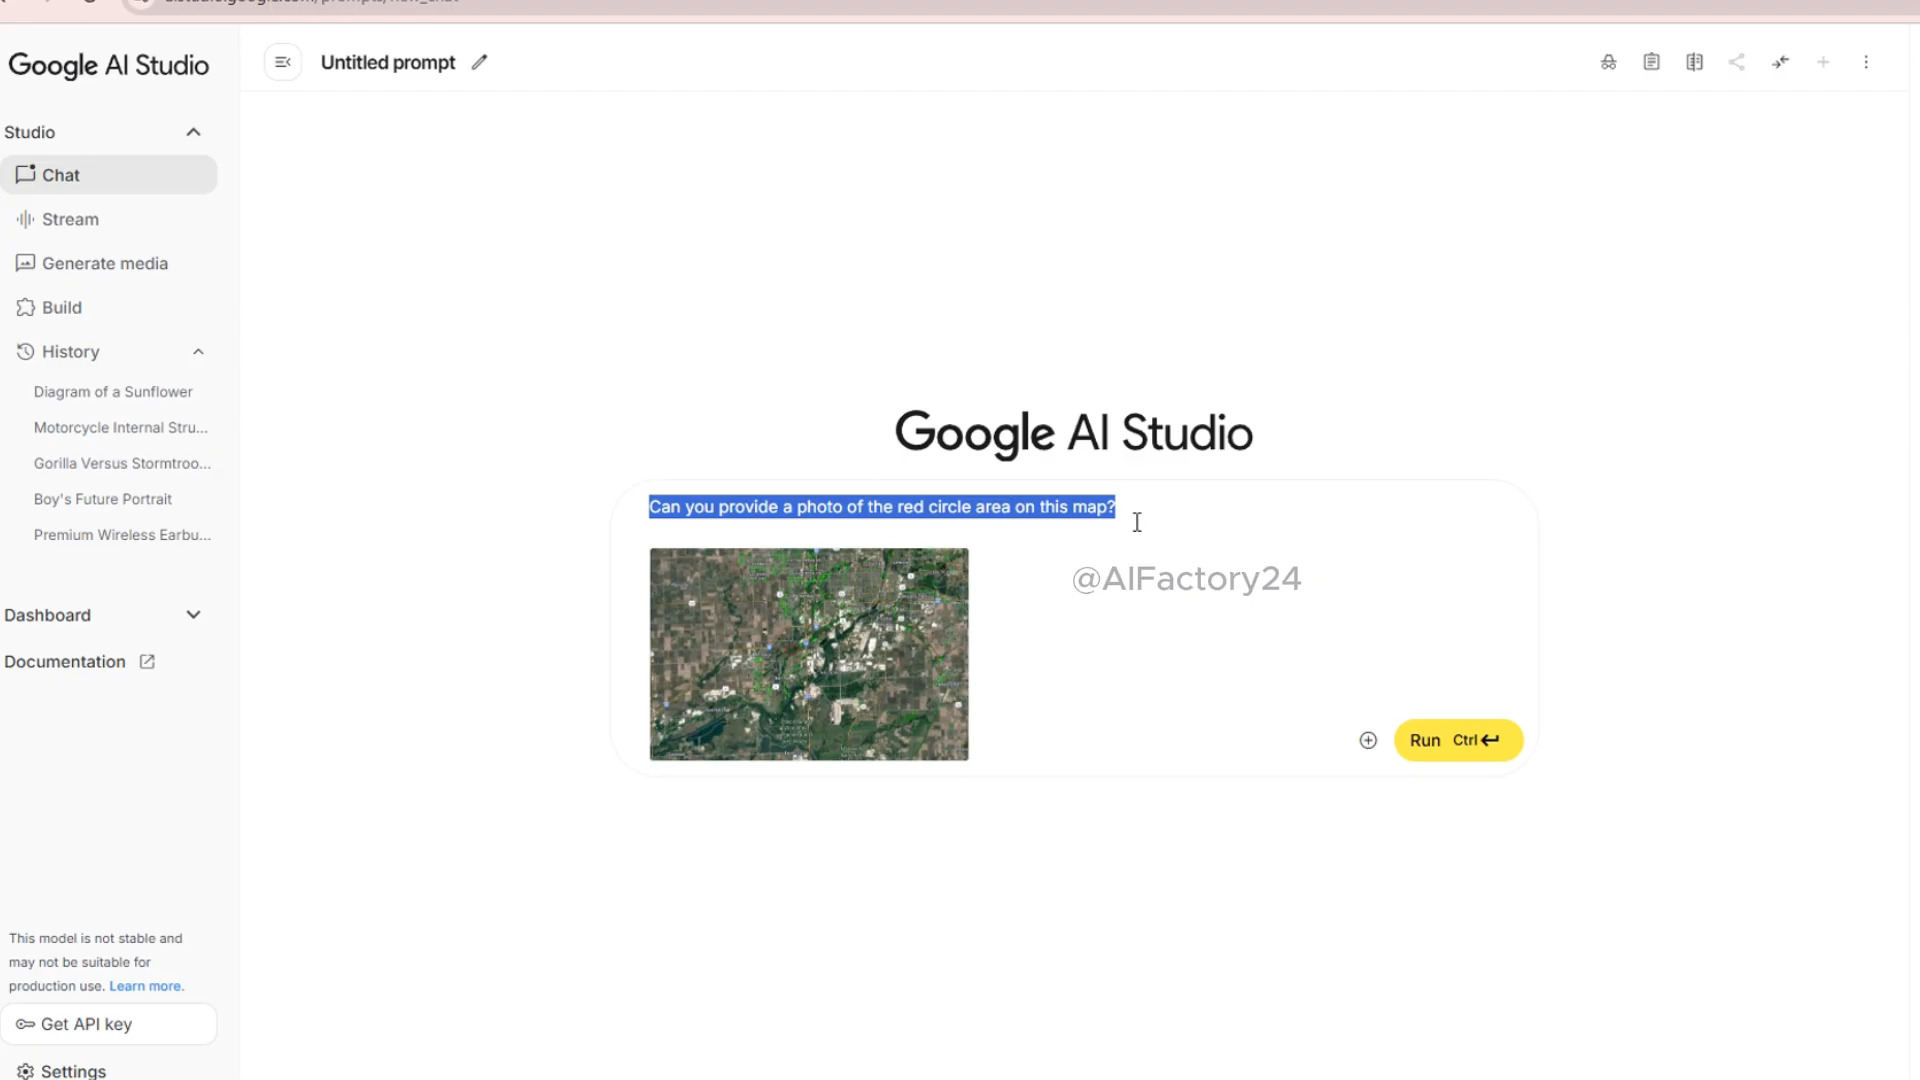 Google AI Studio
Untitled prompt
Studio
Chat
Stream
Generate media
Build
History
Diagram of a Sunflower
Motorcycle Internal Stru...
Gorilla Versus Stormtroo...
Boy's Future Portrait
Premium Wireless Earbu...
Dashboard
Documentation
This model is not stable and
may not be suitable for
production use. Learn more.
Get API key
Settings
Google AI Studio
Can you provide a photo of the red circle area on this map?
@AIFactory24
Run Ctrl